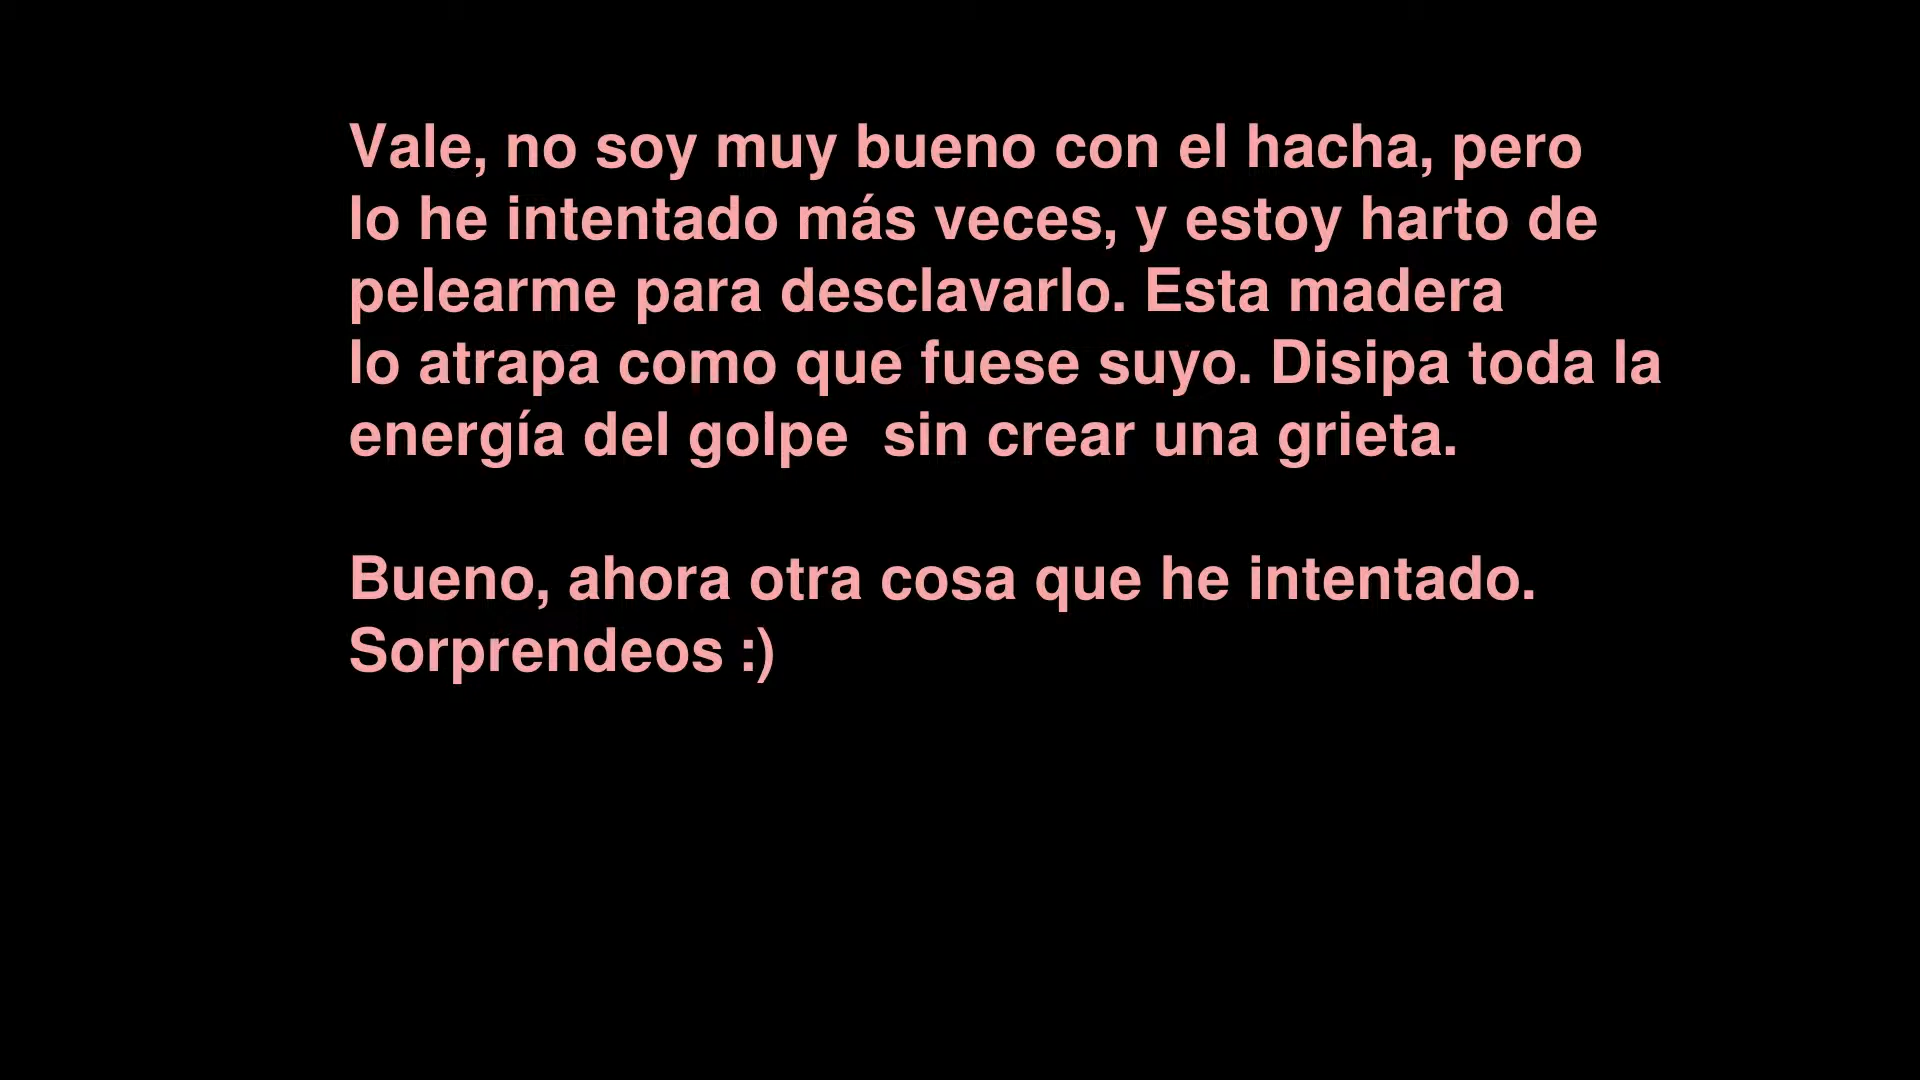 Vale, no soy muy bueno con el hacha, pero
lo he intentado más veces, y estoy harto de
pelearme para desclavarlo. Esta madera
lo atrapa como que fuese suyo. Disipa toda la
energía del golpe  sin crear una grieta.
Bueno, ahora otra cosa que he intentado.
Sorprendeos :)